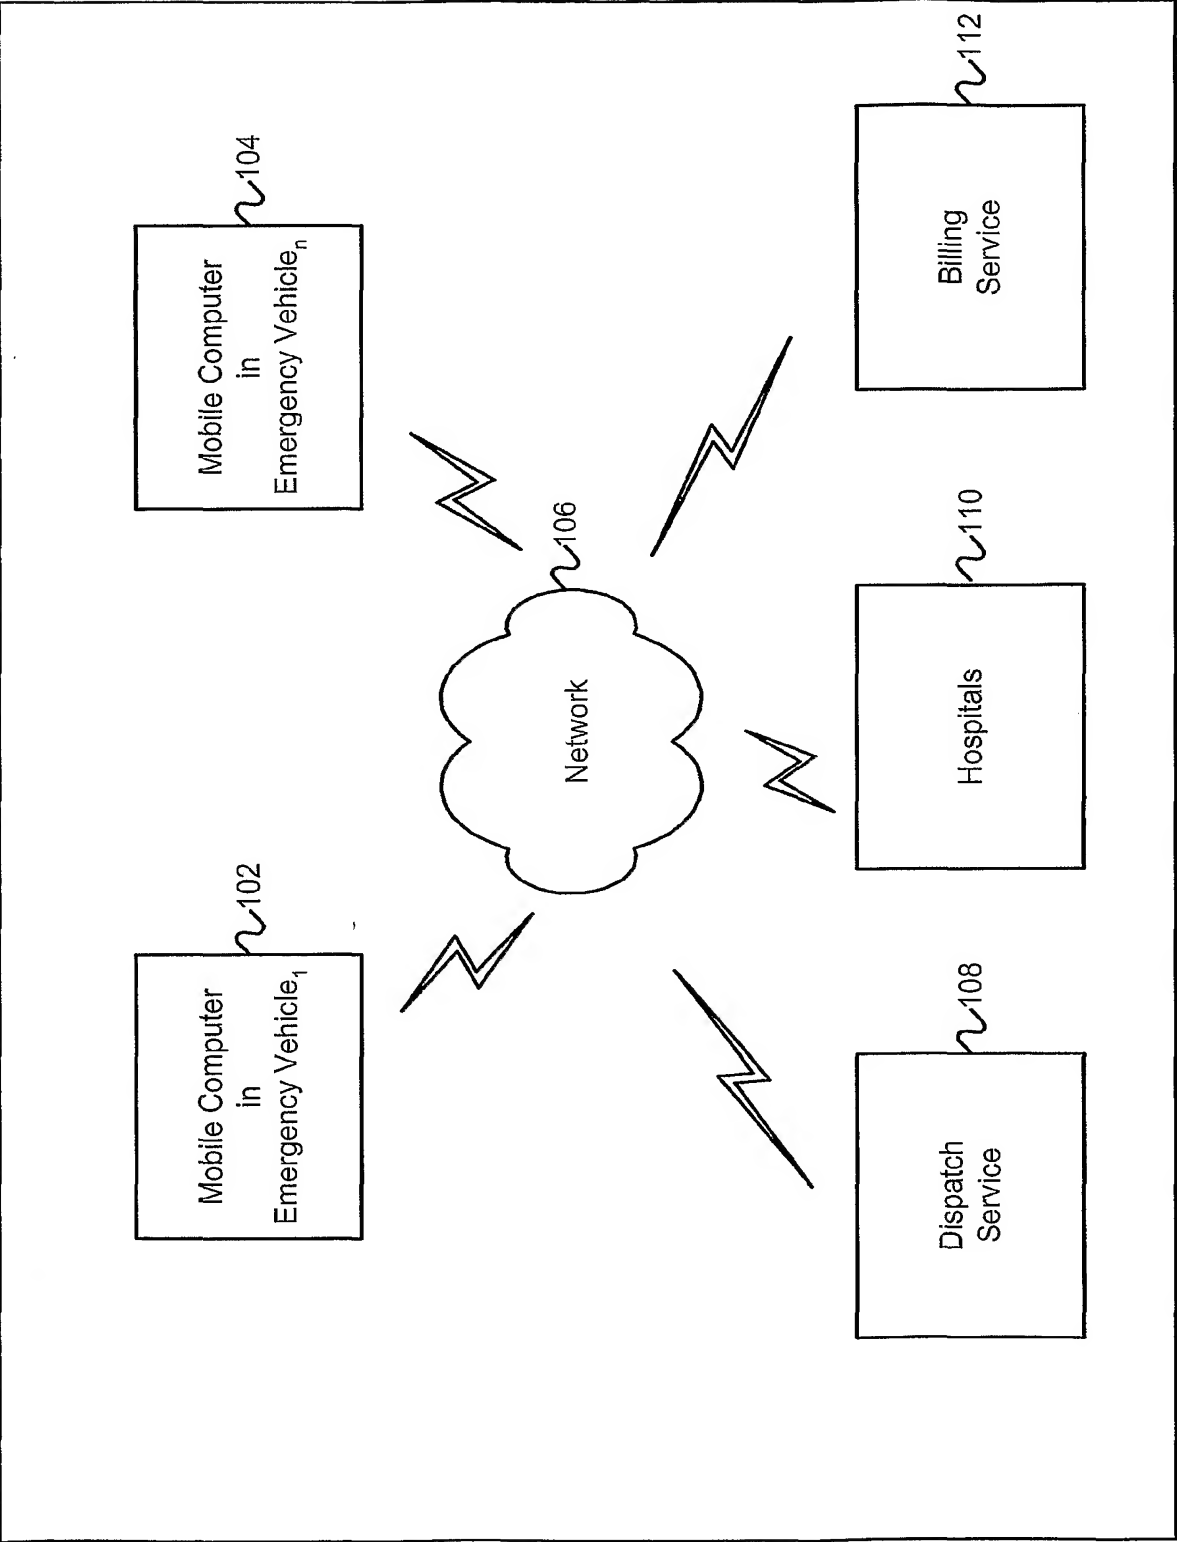 Mobile Computer
in
Emergency Vehicle₁
102
Mobile Computer
in
Emergency Vehicleₙ
104
Network
106
Dispatch
Service
108
Hospitals
110
Billing
Service
112